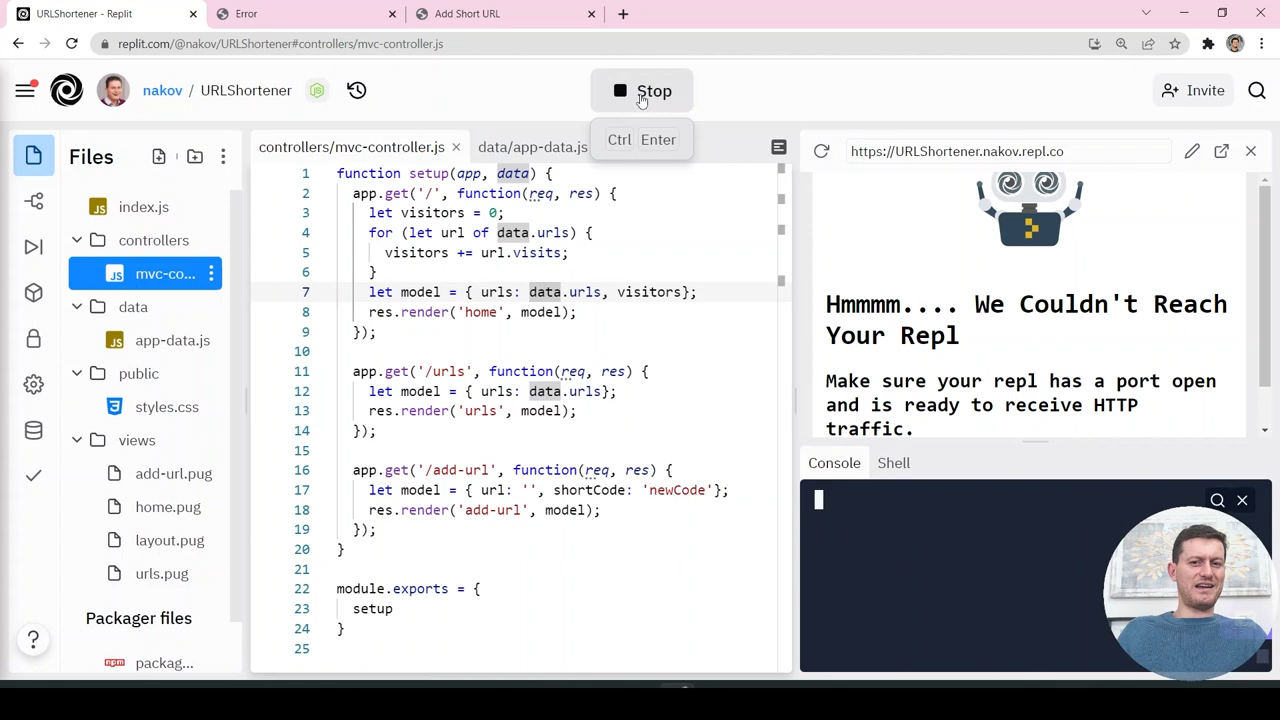 URLShortener - Replit
Error
Add Short URL
replit.com/@nakov/URLShortener#controllers/mvc-controller.js
nakov / URLShortener
Stop
Invite
Ctrl Enter
Files
index.js
controllers
mvc-co...
data
app-data.js
public
styles.css
views
add-url.pug
home.pug
layout.pug
urls.pug
Packager files
npm packag...
controllers/mvc-controller.js
data/app-data.js
1 function setup(app, data) {
2 app.get('/', function(req, res) {
3 let visitors = 0;
4 for (let url of data.urls) {
5 visitors += url.visits;
6 }
7 let model = { urls: data.urls, visitors};
8 res.render('home', model);
9 });
10
11 app.get('/urls', function(req, res) {
12 let model = { urls: data.urls};
13 res.render('urls', model);
14 });
15
16 app.get('/add-url', function(req, res) {
17 let model = { url: '', shortCode: 'newCode'};
18 res.render('add-url', model);
19 });
20 }
21
22 module.exports = {
23 setup
24 }
25
https://URLShortener.nakov.repl.co
Hmmmm.... We Couldn't Reach
Your Repl
Make sure your repl has a port open
and is ready to receive HTTP
traffic.
Console
Shell